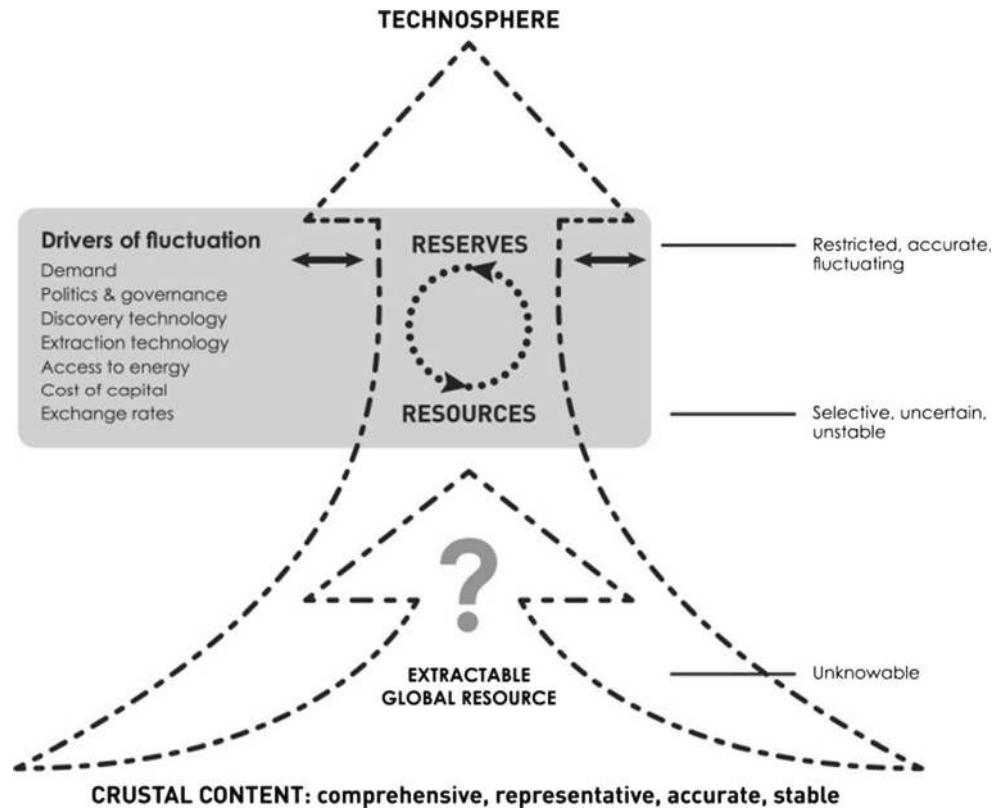 TECHNOSPHERE
Drivers of fluctuation
Demand
Politics & governance
Discovery technology
Extraction technology
Access to energy
Cost of capital
Exchange rates
RESERVES
RESOURCES
Restricted, accurate,
fluctuating
Selective, uncertain,
unstable
?
EXTRACTABLE
GLOBAL RESOURCE
Unknowable
CRUSTAL CONTENT: comprehensive, representative, accurate, stable